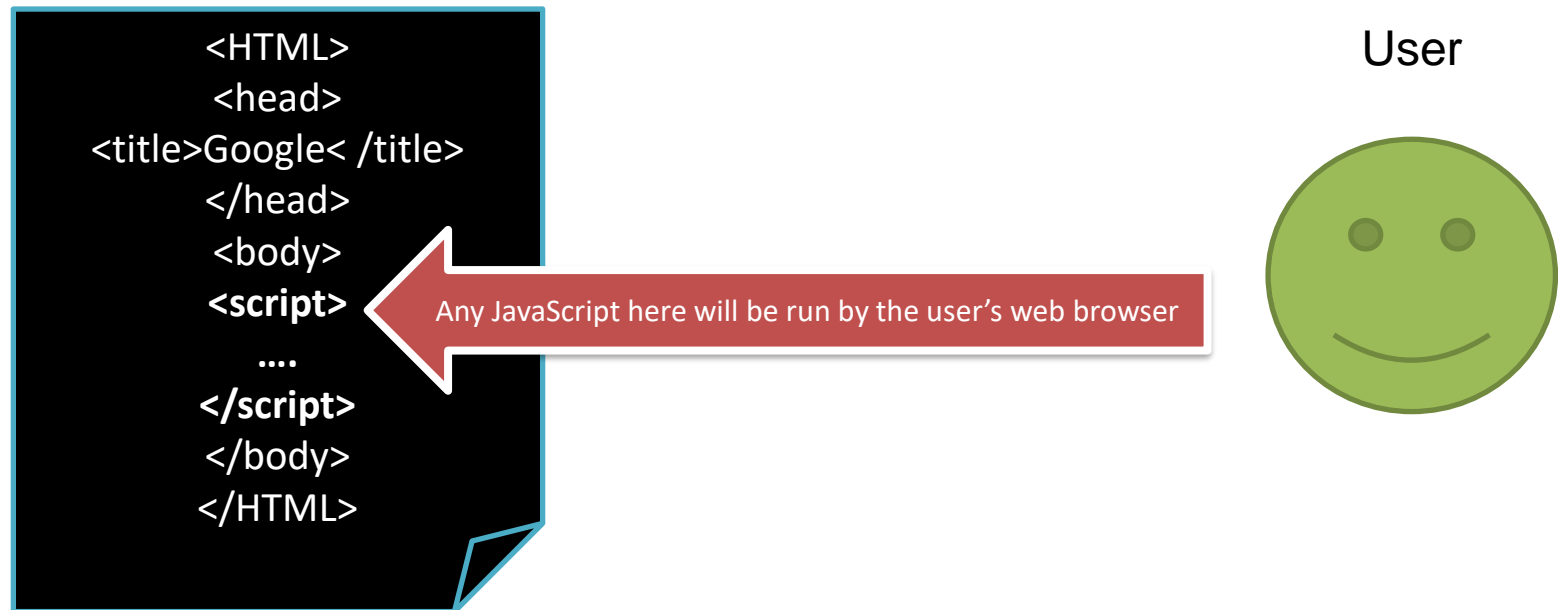 <HTML>
<head>
<title>Google< /title>
</head>
<body>
<script>
....
</script>
</body>
</HTML>
Any JavaScript here will be run by the user’s web browser
User